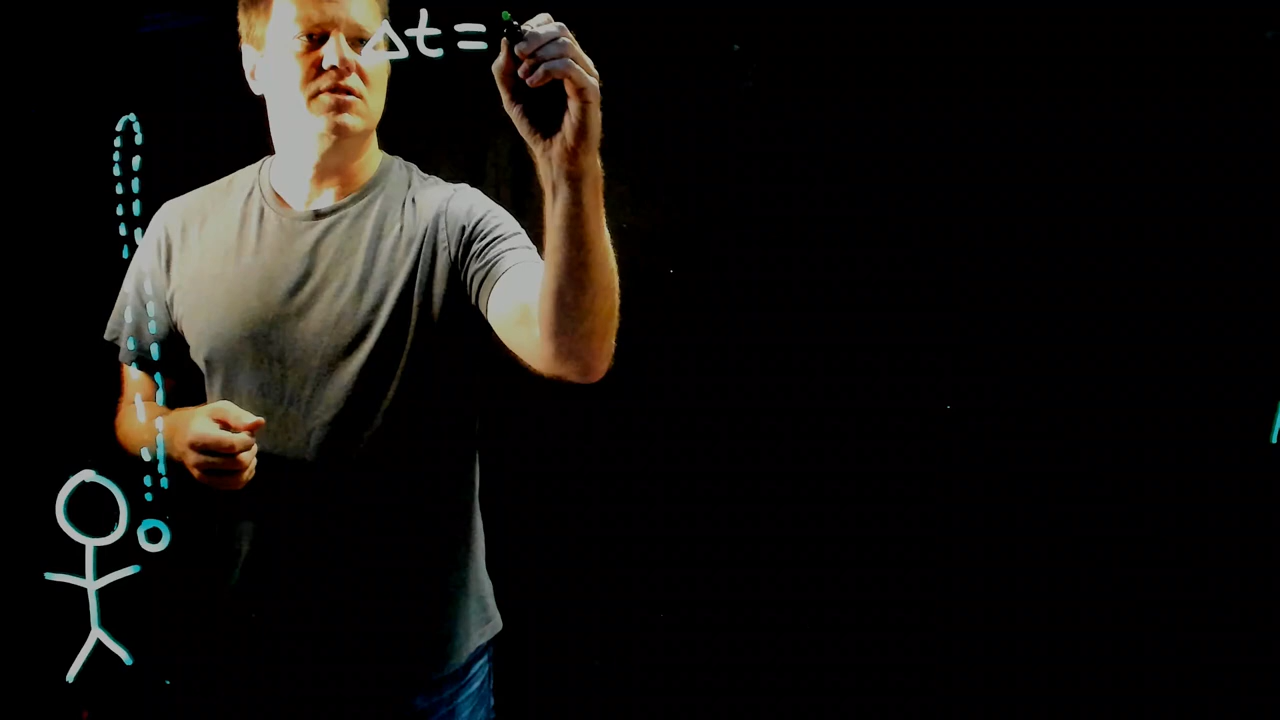 Δt =